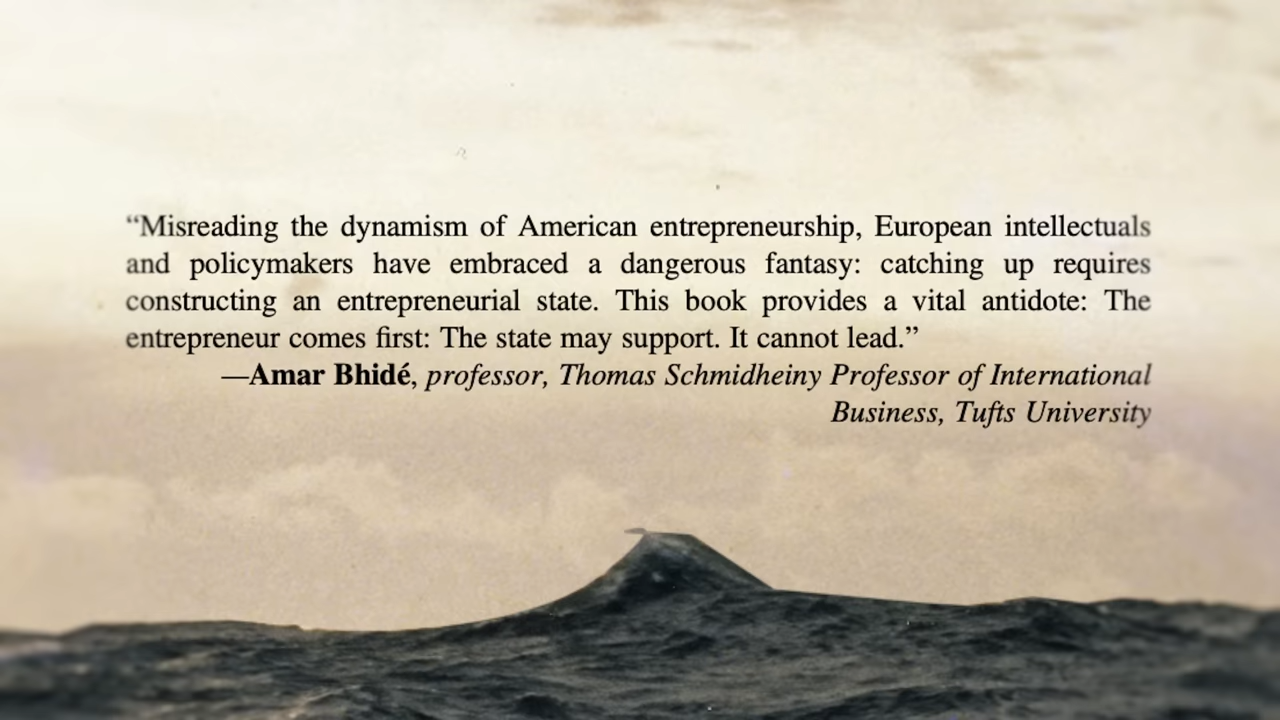 “Misreading the dynamism of American entrepreneurship, European intellectuals
and policymakers have embraced a dangerous fantasy: catching up requires
constructing an entrepreneurial state. This book provides a vital antidote: The
entrepreneur comes first: The state may support. It cannot lead.”
—Amar Bhidé, professor, Thomas Schmidheiny Professor of International
Business, Tufts University